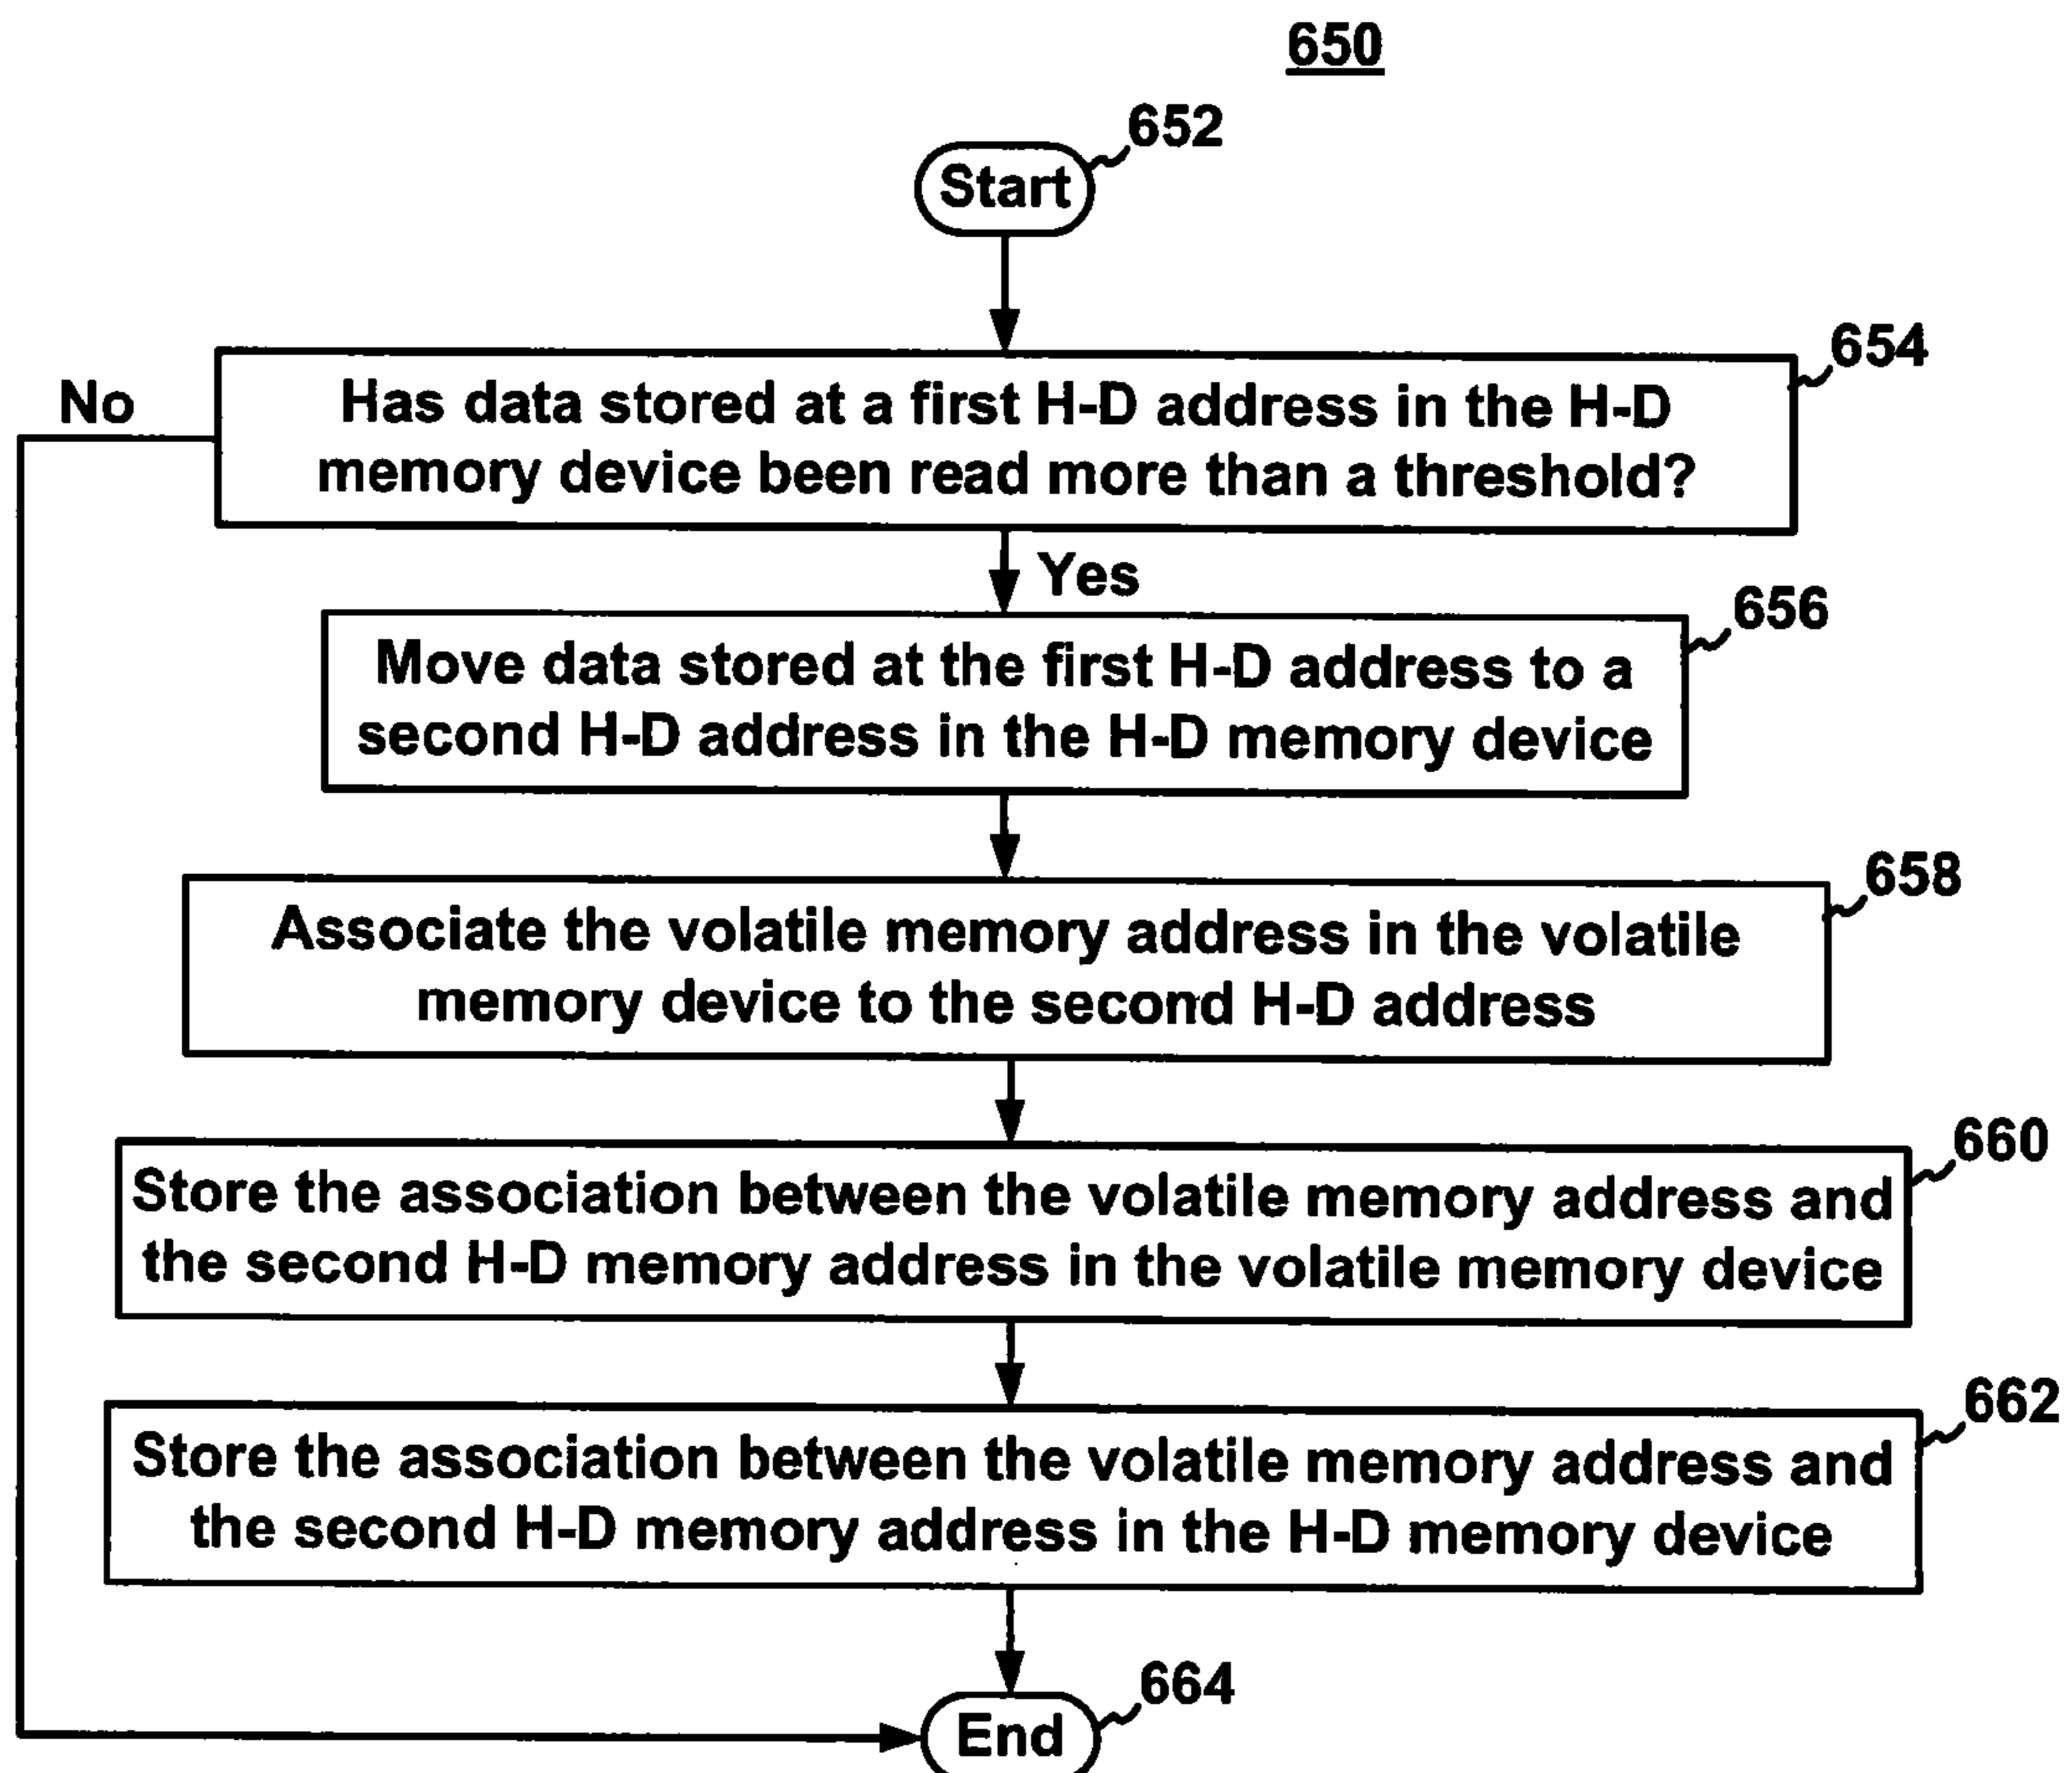 650
652
Start
654
No
Has data stored at a first H-D address in the H-D
memory device been read more than a threshold?
Yes
656
Move data stored at the first H-D address to a
second H-D address in the H-D memory device
658
Associate the volatile memory address in the volatile
memory device to the second H-D address
660
Store the association between the volatile memory address and
the second H-D memory address in the volatile memory device
662
Store the association between the volatile memory address and
the second H-D memory address in the H-D memory device
664
End